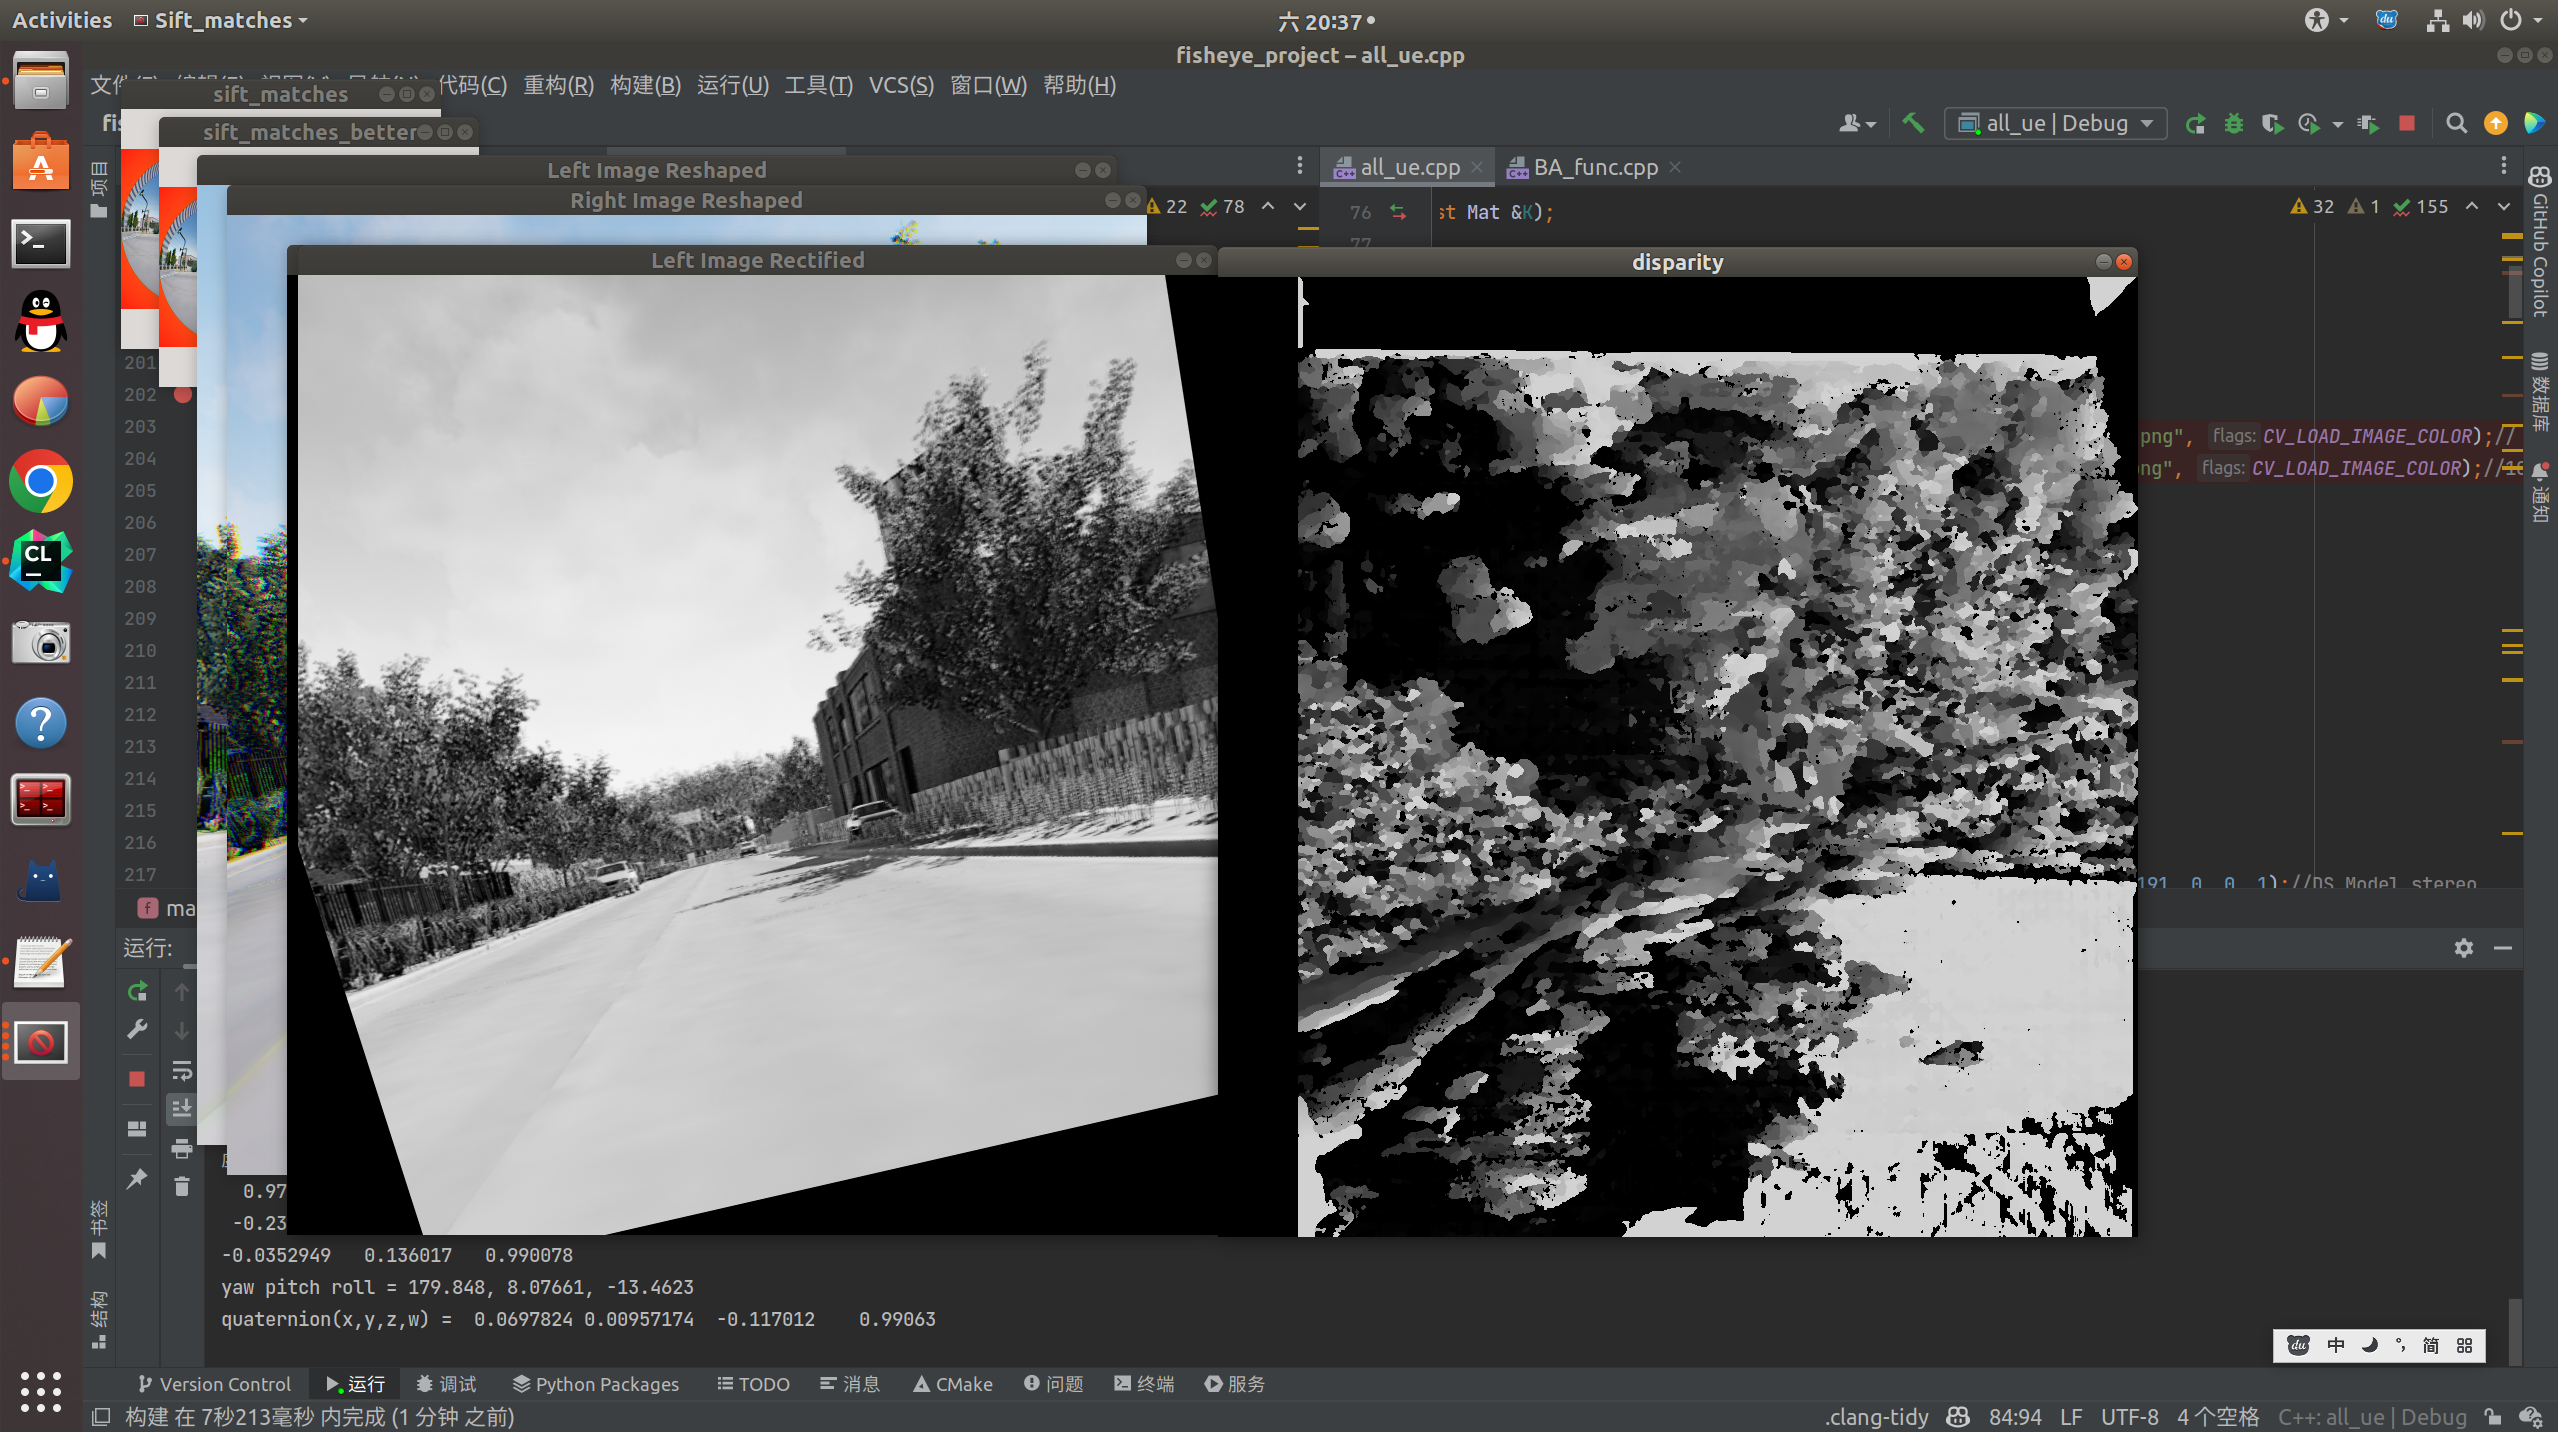 Activities Sift_matches 六 20:37
fisheye_project – all_ue.cpp
代码(C) 重构(R) 构建(B) 运行(U) 工具(T) VCS(S) 窗口(W) 帮助(H)
sift_matches
all_ue | Debug
sift_matches_better
Left Image Reshaped
项目
all_ue.cpp BA_func.cpp
Right Image Reshaped
22 78
76 st Mat &K);
32 1 155
77
GitHub Copilot
Left Image Rectified
disparity
201
202
203
204
205
206
207
208
209
210
211
212
213
214
215
216
217
数据库
png", flags: CV_LOAD_IMAGE_COLOR);//
ng", flags: CV_LOAD_IMAGE_COLOR);//
通知
191, 0, 0, 1);//DS Model stereo
f ma
运行:
0.97
-0.23
-0.0352949 0.136017 0.990078
yaw pitch roll = 179.848, 8.07661, -13.4623
quaternion(x,y,z,w) = 0.0697824 0.00957174 -0.117012 0.99063
书签
结构
du 中 °, 简
Version Control 运行 调试 Python Packages TODO 消息 CMake 问题 终端 服务
构建 在 7秒213毫秒 内完成 (1 分钟 之前)
.clang-tidy 84:94 LF UTF-8 4 个空格 C++: all_ue | Debug